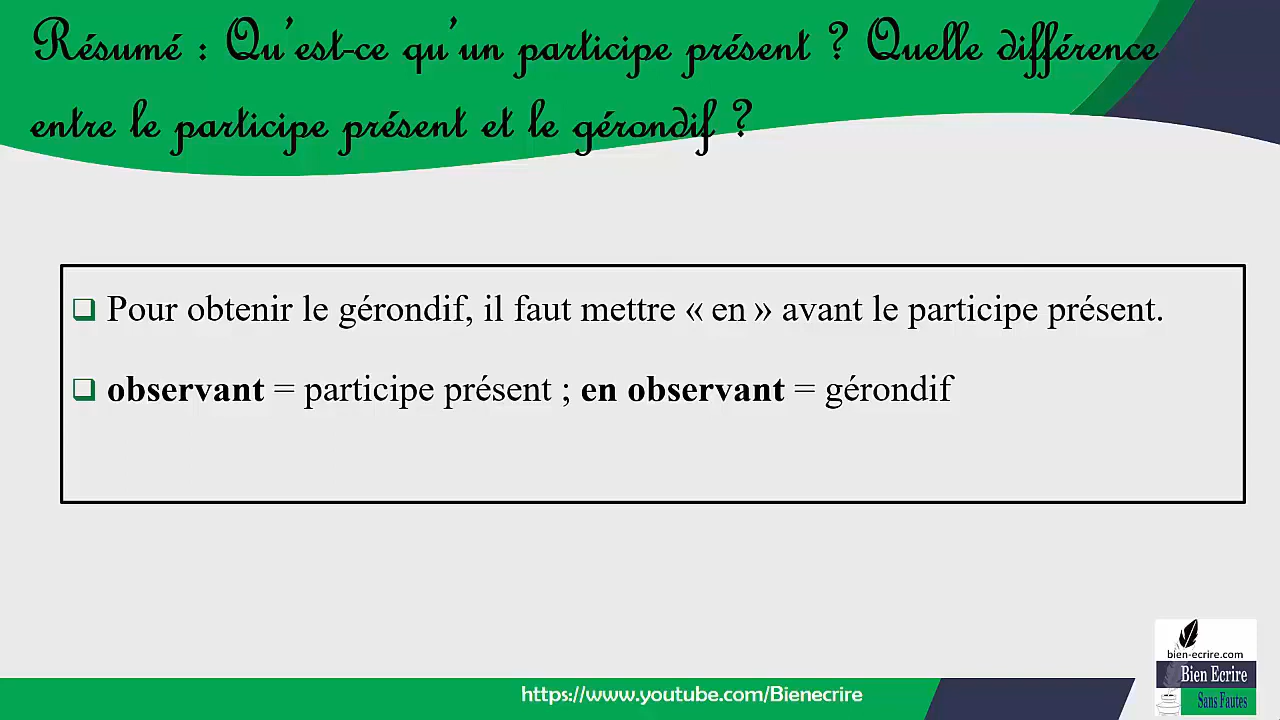 Résumé : Qu’est-ce qu’un participe présent ? Quelle différence
entre le participe présent et le gérondif ?
Pour obtenir le gérondif, il faut mettre « en » avant le participe présent.
observant = participe présent ; en observant = gérondif
bien-ecrire.com
Bien Ecrire
Sans Fautes
https://www.youtube.com/Bienecrire